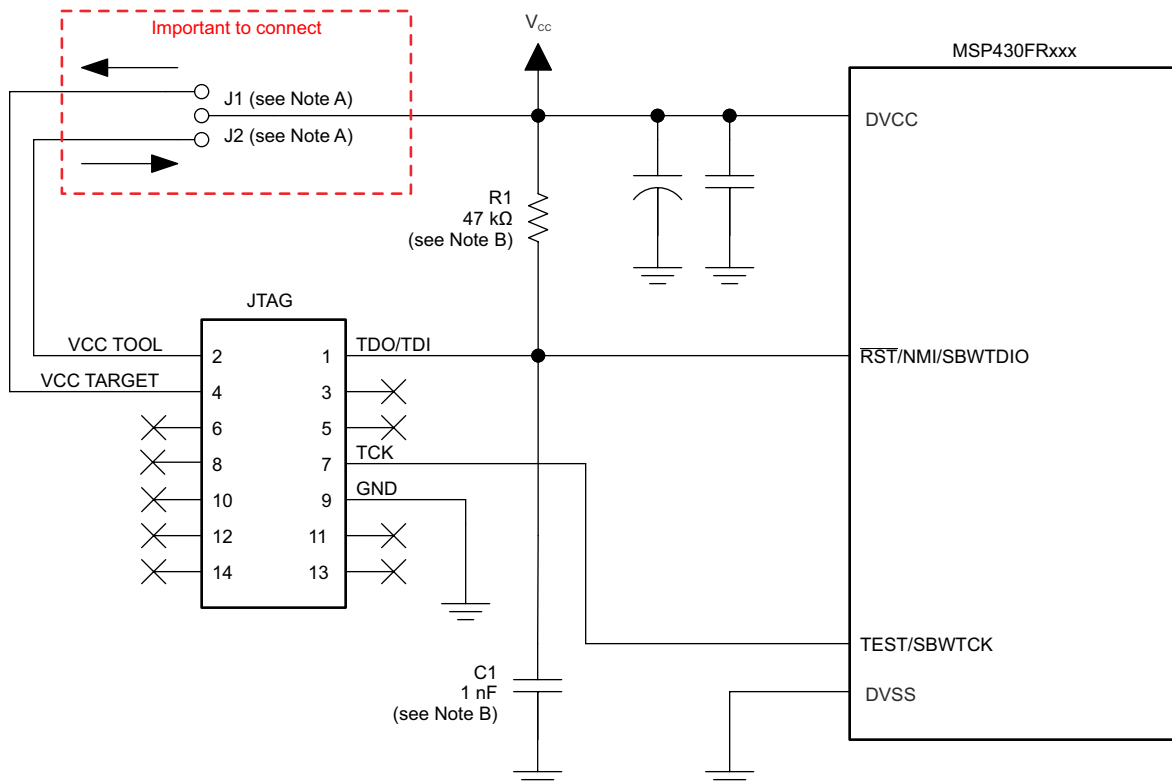 Important to connect
Vcc
MSP430FRxxx
J1 (see Note A)
J2 (see Note A)
DVCC
R1
47 kΩ
(see Note B)
JTAG
VCC TOOL
2
1
TDO/TDI
RST/NMI/SBWTDIO
VCC TARGET
4
3
6
5
8
7
TCK
10
9
GND
12
11
14
13
TEST/SBWTCK
C1
1 nF
(see Note B)
DVSS